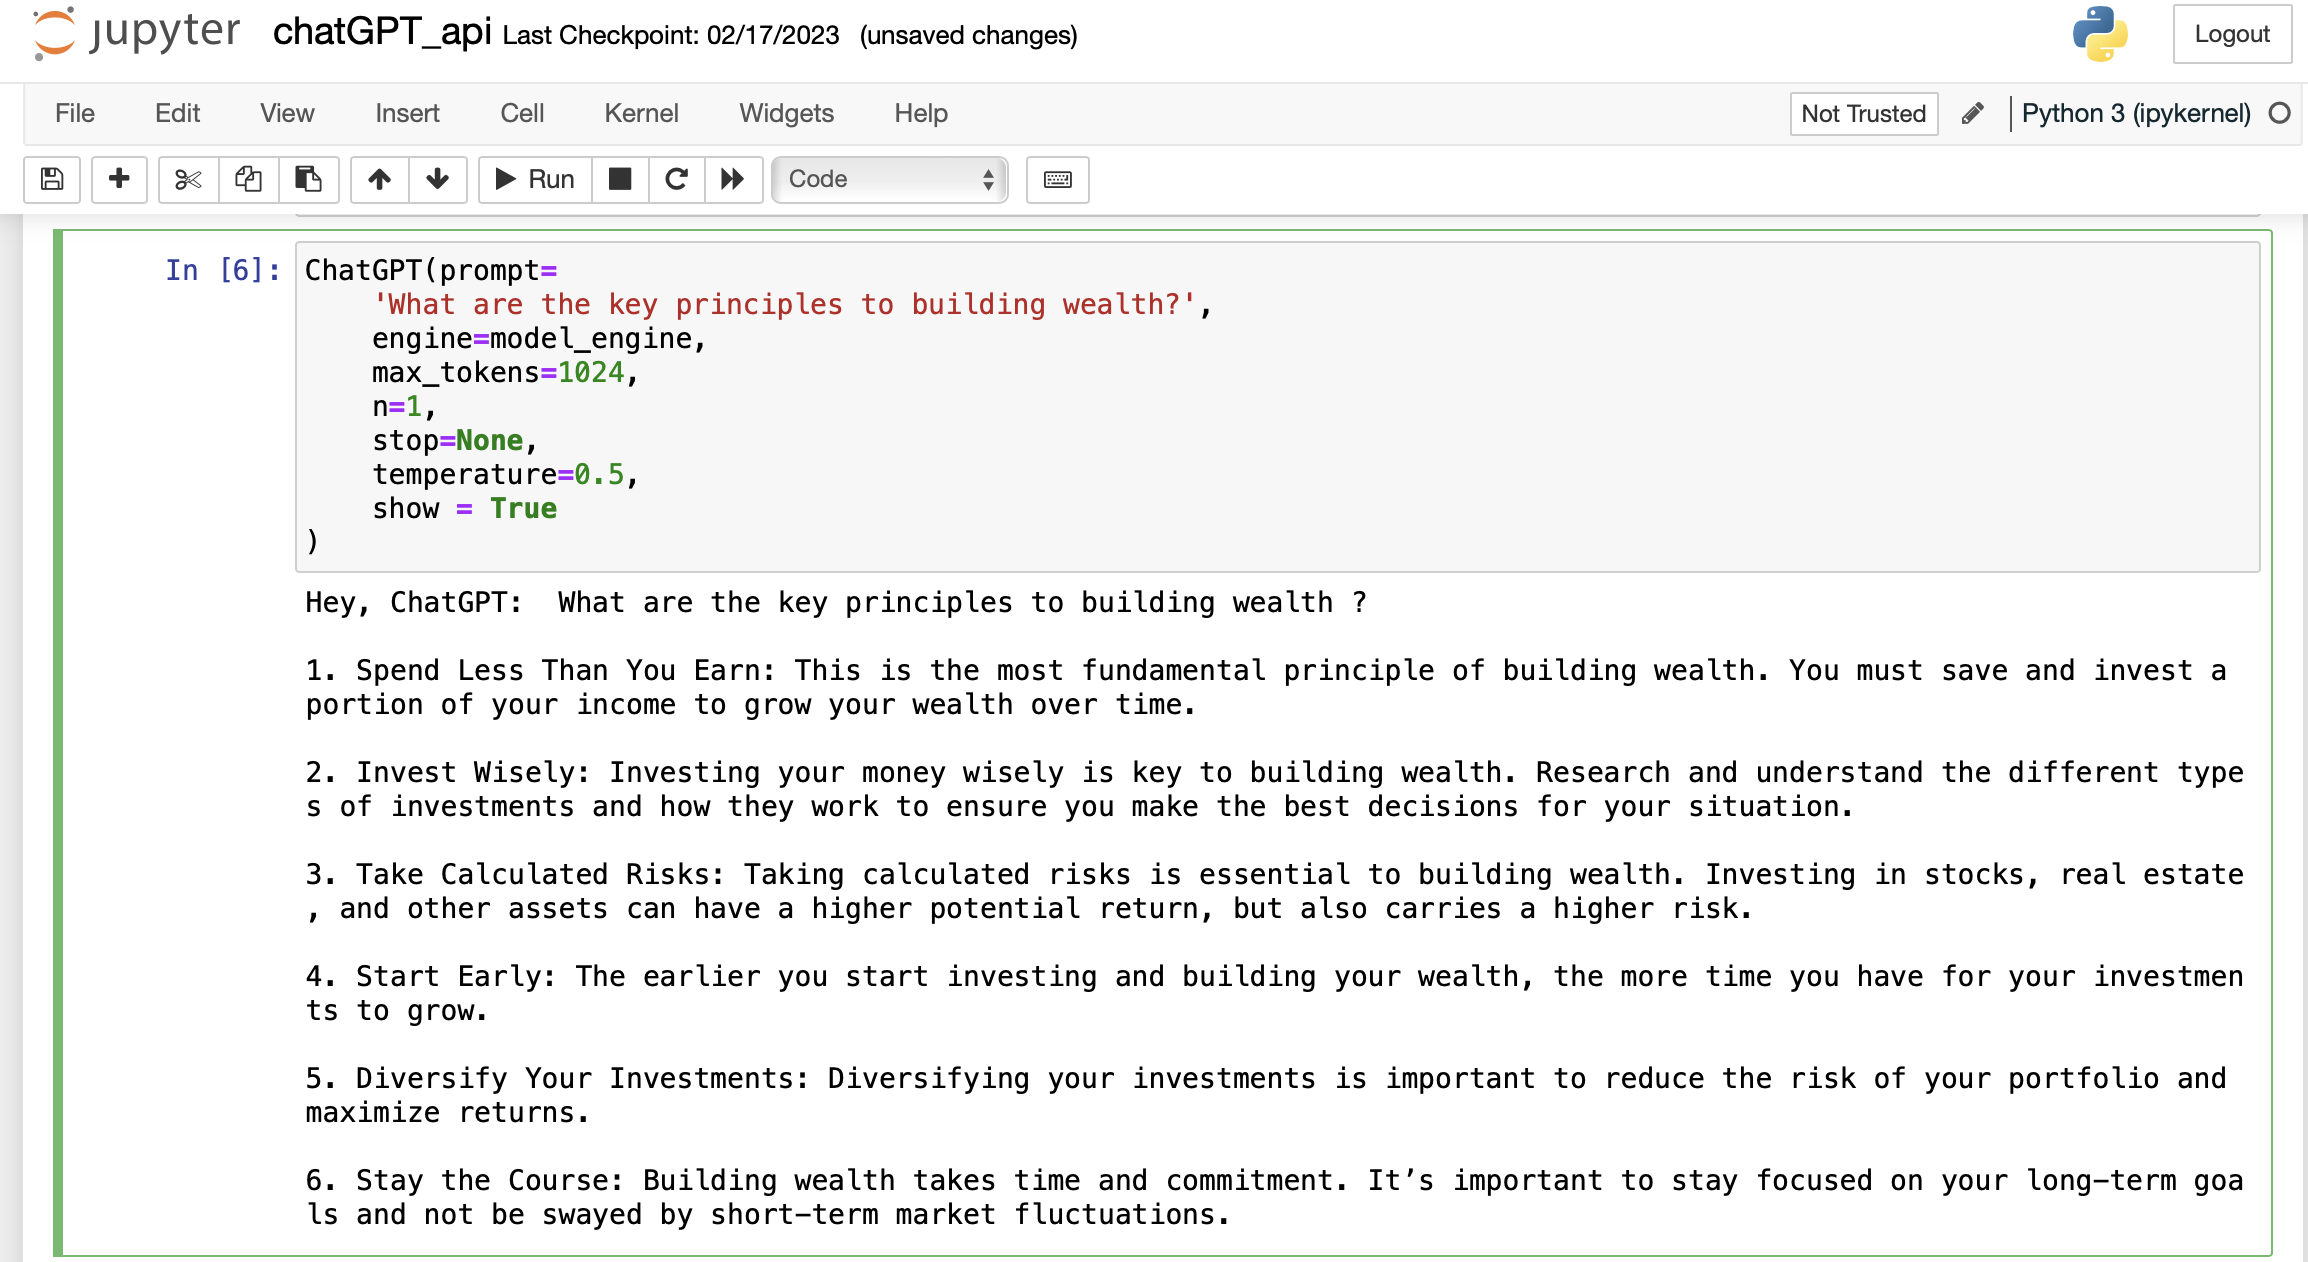 jupyter chatGPT_api Last Checkpoint: 02/17/2023 (unsaved changes) Logout
File Edit View Insert Cell Kernel Widgets Help Not Trusted Python 3 (ipykernel)
Run Code
In [6]: ChatGPT(prompt=
'What are the key principles to building wealth?',
engine=model_engine,
max_tokens=1024,
n=1,
stop=None,
temperature=0.5,
show = True
)
Hey, ChatGPT:  What are the key principles to building wealth ?
1. Spend Less Than You Earn: This is the most fundamental principle of building wealth. You must save and invest a
portion of your income to grow your wealth over time.
2. Invest Wisely: Investing your money wisely is key to building wealth. Research and understand the different type
s of investments and how they work to ensure you make the best decisions for your situation.
3. Take Calculated Risks: Taking calculated risks is essential to building wealth. Investing in stocks, real estate
, and other assets can have a higher potential return, but also carries a higher risk.
4. Start Early: The earlier you start investing and building your wealth, the more time you have for your investmen
ts to grow.
5. Diversify Your Investments: Diversifying your investments is important to reduce the risk of your portfolio and
maximize returns.
6. Stay the Course: Building wealth takes time and commitment. It’s important to stay focused on your long-term goa
ls and not be swayed by short-term market fluctuations.